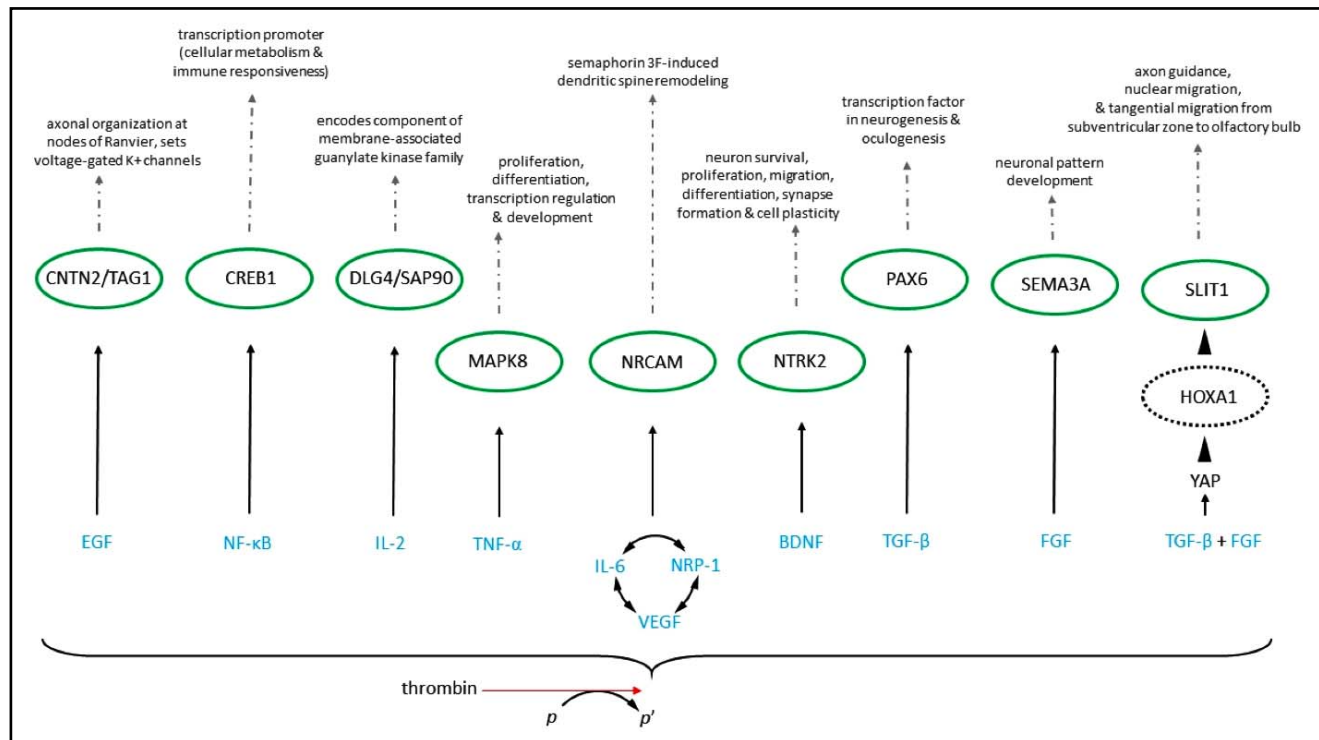 transcription promoter
(cellular metabolism &
immune responsiveness)
semaphorin 3F-induced
dendritic spine remodeling
axon guidance,
nuclear migration,
& tangential migration from
subventricular zone to olfactory bulb
axonal organization at
nodes of Ranvier, sets
voltage-gated K+ channels
encodes component of
membrane-associated
guanylate kinase family
proliferation,
differentiation,
transcription regulation
& development
neuron survival,
proliferation, migration,
differentiation, synapse
formation & cell plasticity
transcription factor
in neurogenesis &
oculogenesis
neuronal pattern
development
CNTN2/TAG1
CREB1
DLG4/SAP90
MAPK8
NRCAM
NTRK2
PAX6
SEMA3A
SLIT1
HOXA1
YAP
EGF
NF-κB
IL-2
TNF-α
IL-6
NRP-1
VEGF
BDNF
TGF-β
FGF
TGF-β + FGF
thrombin
p
p'